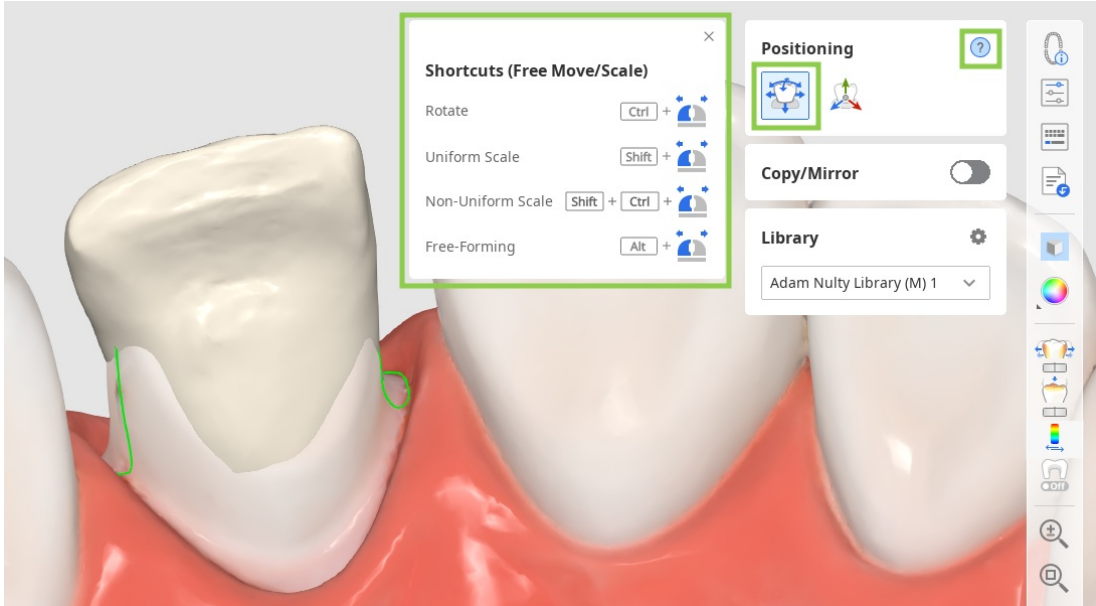 Shortcuts (Free Move/Scale)
Rotate Ctrl +
Uniform Scale Shift +
Non-Uniform Scale Shift + Ctrl +
Free-Forming Alt +
Positioning ?
Copy/Mirror
Library
Adam Nulty Library (M) 1
Off